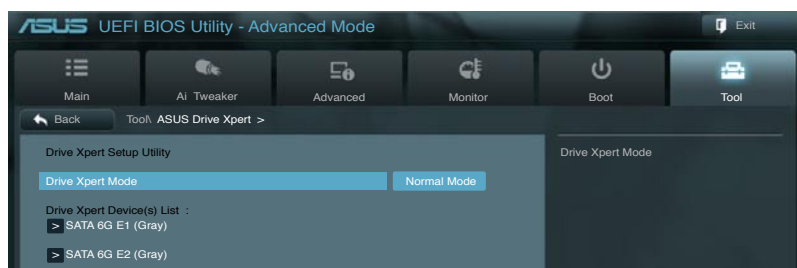 ASUS UEFI BIOS Utility - Advanced Mode
Exit
Main
Ai Tweaker
Advanced
Monitor
Boot
Tool
Back
Tool\ ASUS Drive Xpert >
Drive Xpert Setup Utility
Drive Xpert Mode
Drive Xpert Mode Normal Mode
Drive Xpert Device(s) List :
> SATA 6G E1 (Gray)
> SATA 6G E2 (Gray)